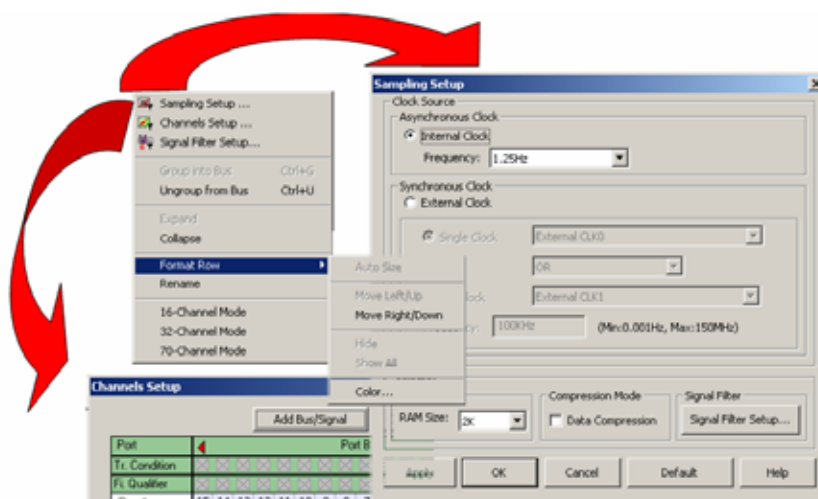 Sampling Setup ...
Channels Setup ...
Signal Filter Setup...
Group into Bus Ctrl+G
Ungroup from Bus Ctrl+U
Expand
Collapse
Format Row
Rename
16-Channel Mode
32-Channel Mode
70-Channel Mode
Auto Size
Move Left/Up
Move Right/Down
Hide
Show All
Color...
Sampling Setup
Clock Source
Asynchronous Clock
Internal Clock
Frequency: 1.25Hz
Synchronous Clock
External Clock
Single Clock External CLK0
OR
External CLK1
100KHz (Min:0.001Hz, Max:150MHz)
RAM Size: 2K
Compression Mode
Data Compression
Signal Filter
Signal Filter Setup...
Apply OK Cancel Default Help
Channels Setup
Add Bus/Signal
Port Port B
Tr. Condition
Fi. Qualifier